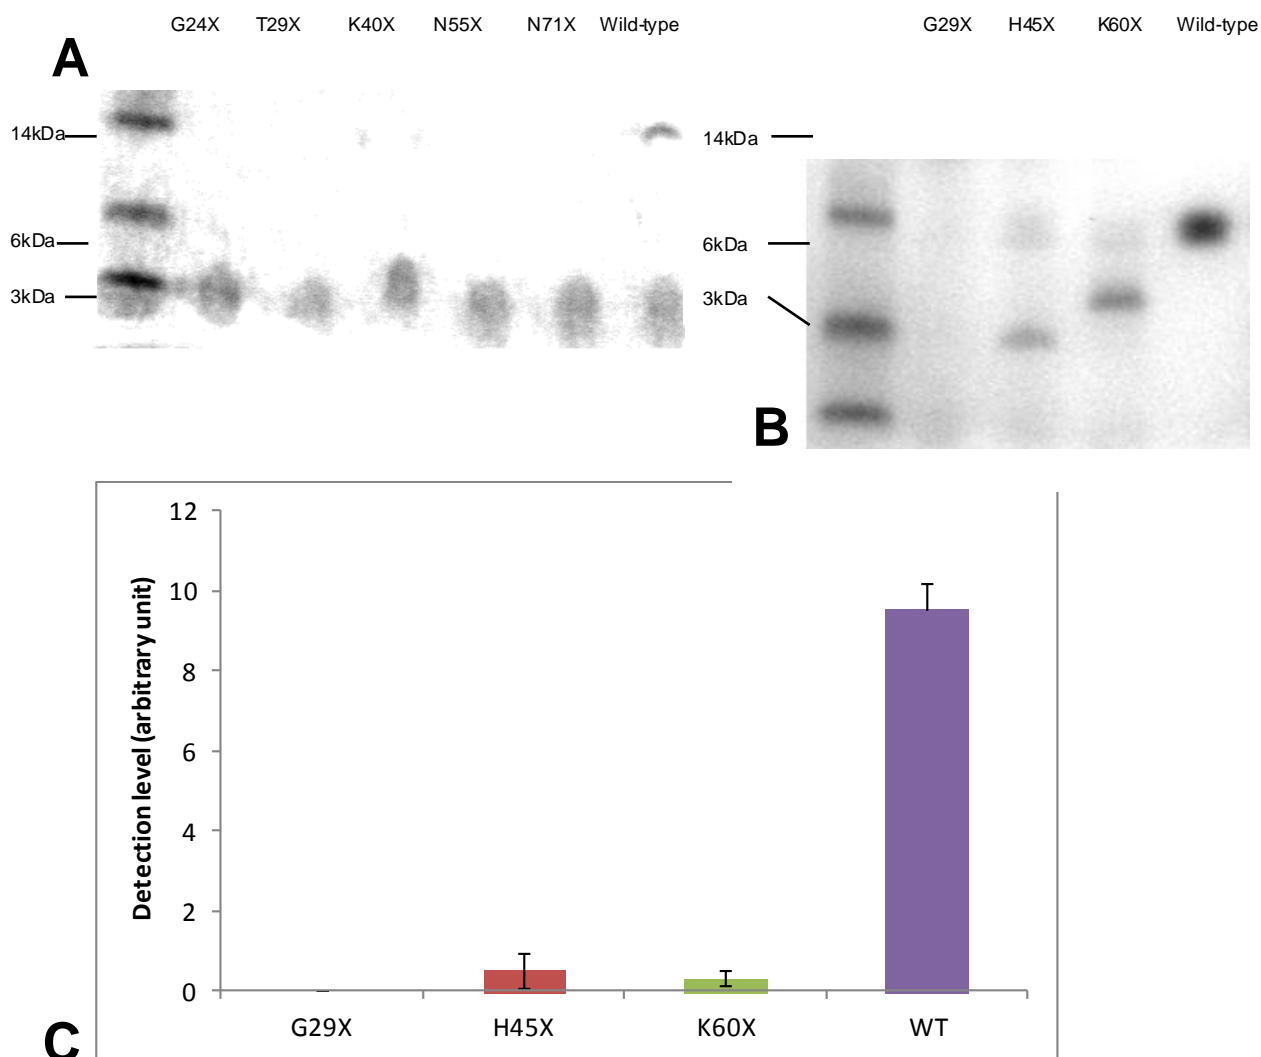 G24X T29X K40X N55X N71X Wild-type
A
14kDa
6kDa
3kDa
G29X H45X K60X Wild-type
14kDa
6kDa
3kDa
B
Detection level (arbitrary unit)
12
10
8
6
4
2
0
G29X H45X K60X WT
C